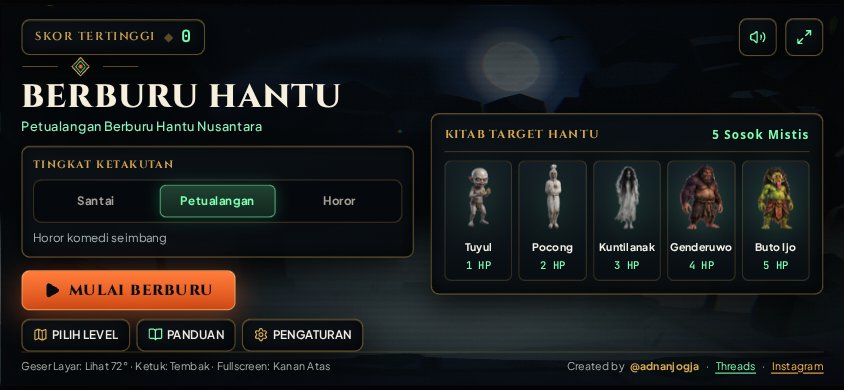 SKOR TERTINGGI ◆ 0
BERBURU HANTU
Petualangan Berburu Hantu Nusantara
TINGKAT KETAKUTAN
Santai Petualangan Horor
Horor komedi seimbang
MULAI BERBURU
PILIH LEVEL PANDUAN PENGATURAN
KITAB TARGET HANTU 5 Sosok Mistis
Tuyul Pocong Kuntilanak Genderuwo Buto Ijo
1 HP 2 HP 3 HP 4 HP 5 HP
Geser Layar: Lihat 72° · Ketuk: Tembak · Fullscreen: Kanan Atas
Created by @adnanjogja · Threads · Instagram